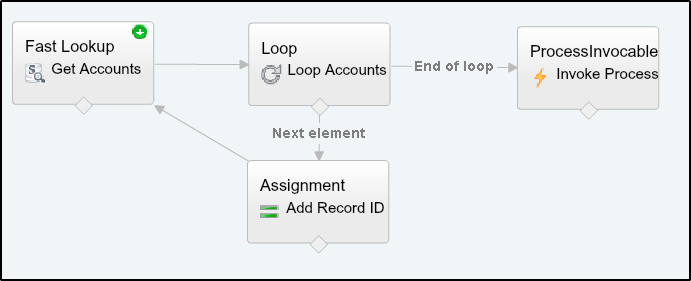 Fast Lookup
Get Accounts
Loop
Loop Accounts
End of loop
ProcessInvocable
Invoke Process
Next element
Assignment
Add Record ID